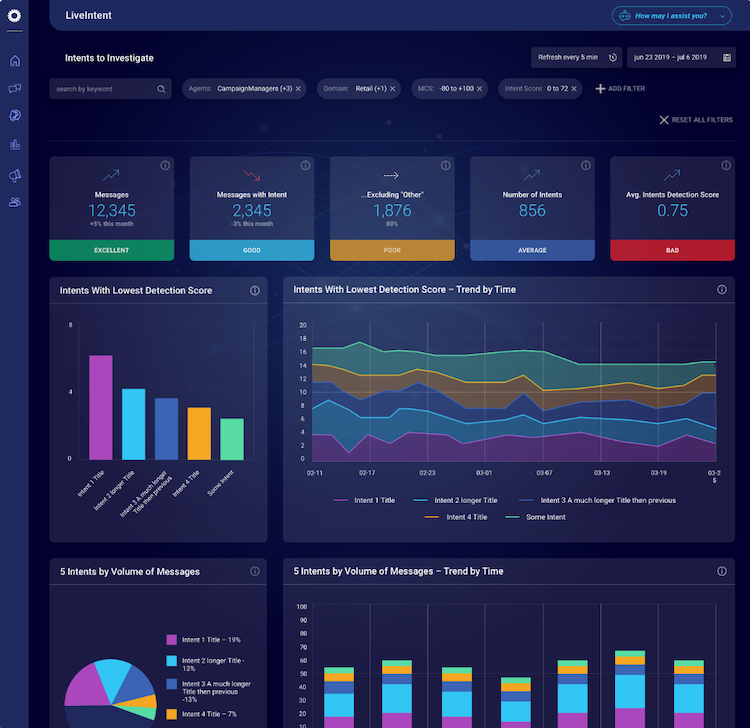 LiveIntent
How may I assist you?
Intents to Investigate
Refresh every 5 min
jun 23 2019 – jul 6 2019
search by keyword
Agents: CampaignManagers (+3) ×
Domain: Retail (+1) ×
MCS: -80 to +100 ×
Intent Score: 0 to 72 ×
ADD FILTER
RESET ALL FILTERS
Messages
12,345
+5% this month
EXCELLENT
Messages with Intent
2,345
-3% this month
GOOD
...Excluding "Other"
1,876
80%
POOR
Number of Intents
856
AVERAGE
Avg. Intents Detection Score
0.75
BAD
Intents With Lowest Detection Score
8
4
0
Intent 1 Title
Intent 2 longer Title
Intent 3 A much longer
Title then previous
Intent 4 Title
Some Intent
Intents With Lowest Detection Score – Trend by Time
20
18
16
14
12
10
8
6
4
2
0
02-11
02-17
02-23
03-01
03-07
03-13
03-19
03-2
5
Intent 1 Title
Intent 2 longer Title
Intent 3 A much longer Title then previous
Intent 4 Title
Some Intent
5 Intents by Volume of Messages
Intent 1 Title – 19%
Intent 2 longer Title -
13%
Intent 3 A much longer
Title then previous
-13%
Intent 4 Title – 7%
5 Intents by Volume of Messages – Trend by Time
100
90
80
70
60
50
40
30
20